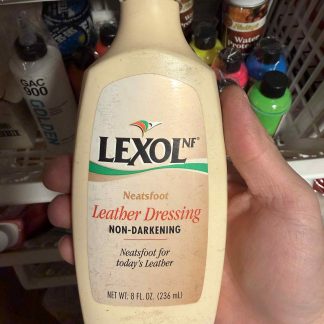 LEXOL NF®
Neatsfoot
Leather Dressing
NON-DARKENING
Neatsfoot for
today's Leather
NET WT. 8 FL. OZ. (236 mL)
GAC
900
GOLDEN
Water